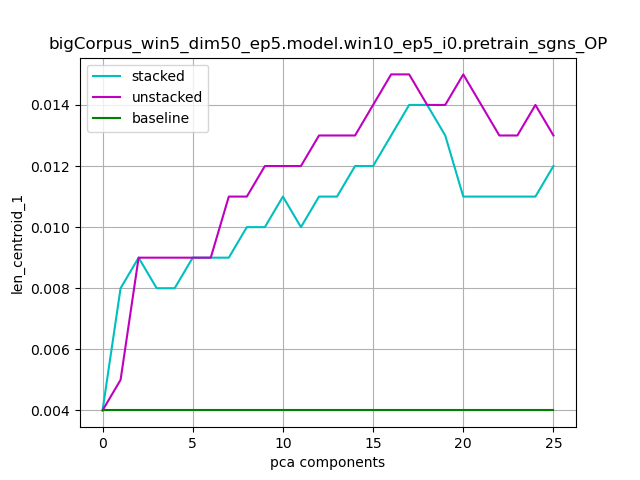 bigCorpus_win5_dim50_ep5.model.win10_ep5_i0.pretrain_sgns_OP
stacked
unstacked
baseline
0.014
0.012
0.010
0.008
0.006
0.004
len_centroid_1
0 5 10 15 20 25
pca components